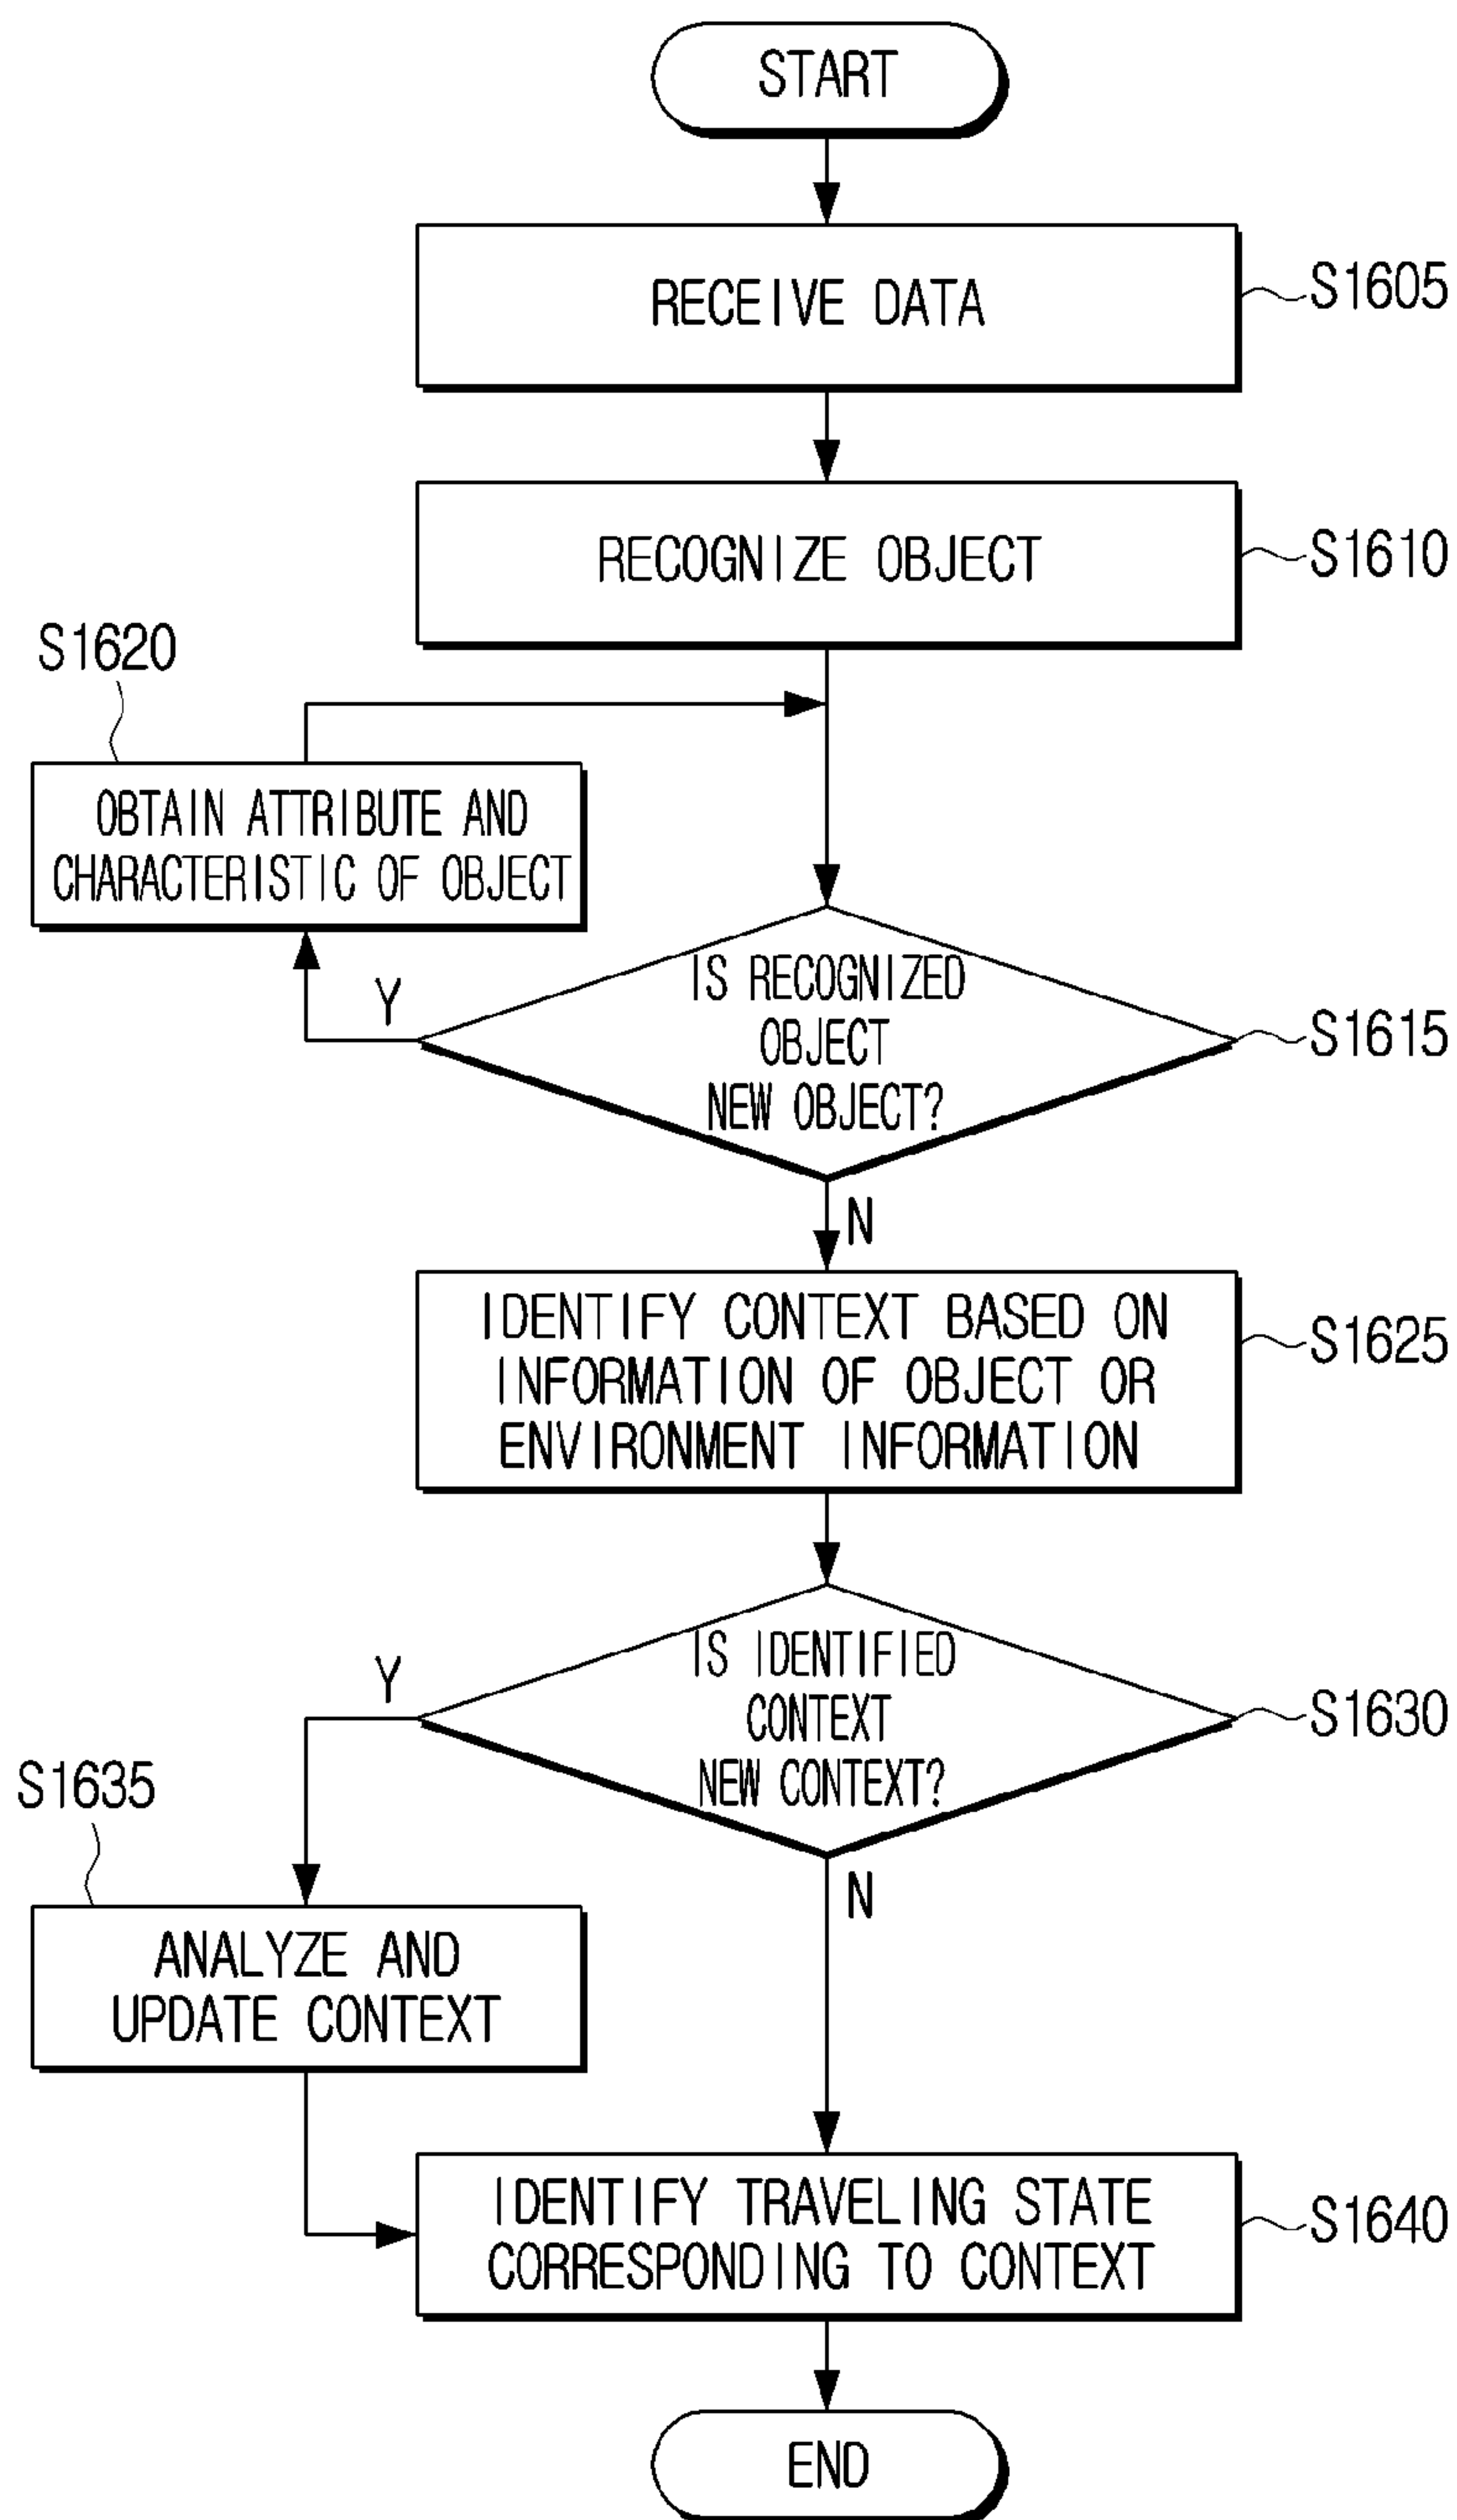 START
RECEIVE DATA
S1605
RECOGNIZE OBJECT
S1610
S1620
OBTAIN ATTRIBUTE AND
CHARACTERISTIC OF OBJECT
Y
IS RECOGNIZED
OBJECT
NEW OBJECT?
S1615
N
IDENTIFY CONTEXT BASED ON
INFORMATION OF OBJECT OR
ENVIRONMENT INFORMATION
S1625
Y
IS IDENTIFIED
CONTEXT
NEW CONTEXT?
S1630
S1635
N
ANALYZE AND
UPDATE CONTEXT
IDENTIFY TRAVELING STATE
CORRESPONDING TO CONTEXT
S1640
END